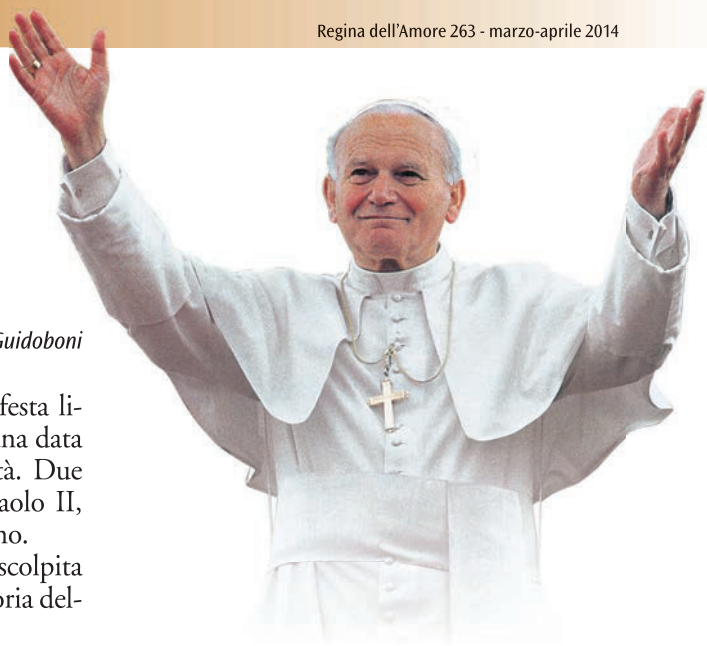 Regina dell'Amore 263 - marzo-aprile 2014
Guidoboni
festa li-
una data
tà. Due
aolo II,
no.
scolpita
oria del-